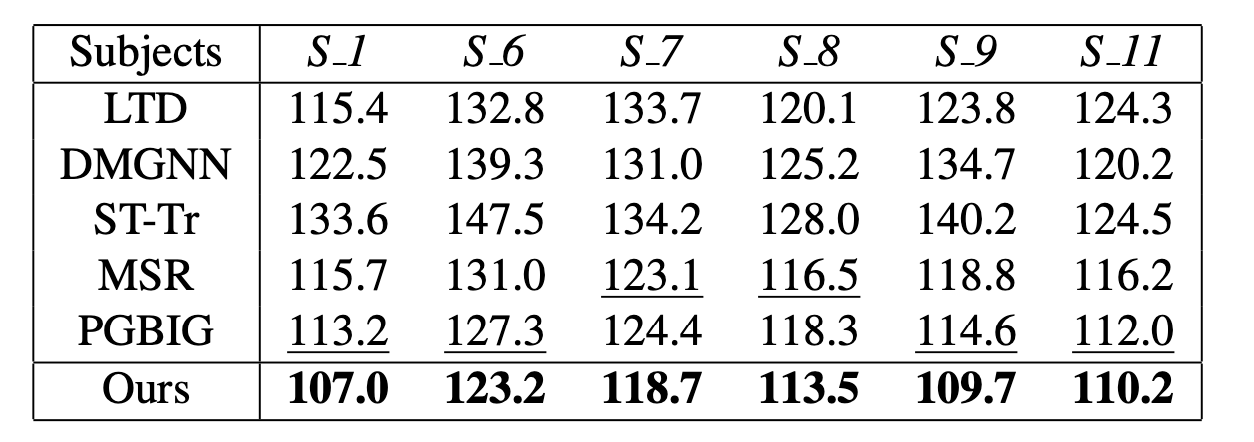 Subjects S_1 S_6 S_7 S_8 S_9 S_11
LTD 115.4 132.8 133.7 120.1 123.8 124.3
DMGNN 122.5 139.3 131.0 125.2 134.7 120.2
ST-Tr 133.6 147.5 134.2 128.0 140.2 124.5
MSR 115.7 131.0 123.1 116.5 118.8 116.2
PGBIG 113.2 127.3 124.4 118.3 114.6 112.0
Ours 107.0 123.2 118.7 113.5 109.7 110.2